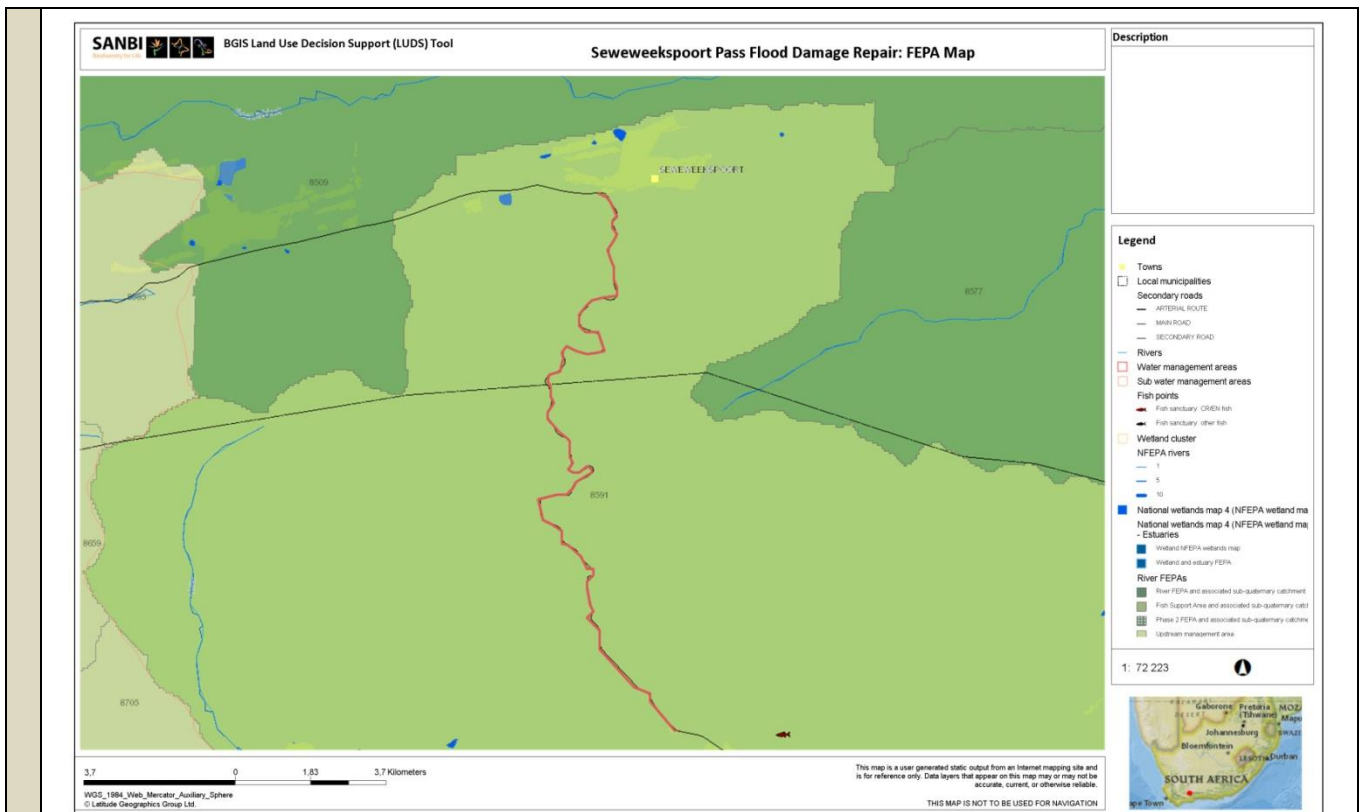 SANBI
Biodiversity for Life
BGIS Land Use Decision Support (LUDS) Tool
Seweweekspoort Pass Flood Damage Repair: FEPA Map
Description
8509
SEWEWEEKSPOORT
8577
8591
8659
8705
Legend
Towns
Local municipalities
Secondary roads
ARTERIAL ROUTE
MAIN ROAD
SECONDARY ROAD
Rivers
Water management areas
Sub water management areas
Fish points
Fish sanctuary: CR/EN fish
Fish sanctuary: other fish
Wetland cluster
NFEPA rivers
1
5
10
National wetlands map 4 (NFEPA wetland ma
National wetlands map 4 (NFEPA wetland map
- Estuaries
Wetland NFEPA wetlands map
Wetland and estuary FEPA
River FEPAs
River FEPA and associated sub-quaternary catchment
Fish Support Area and associated sub-quaternary catcl
Phase 2 FEPA and associated sub-quaternary catchme
Upstream management area
1: 72 223
3,7 0 1,83 3,7 Kilometers
WGS_1984_Web_Mercator_Auxiliary_Sphere
© Latitude Geographics Group Ltd.
This map is a user generated static output from an Internet mapping site and
is for reference only. Data layers that appear on this map may or may not be
accurate, current, or otherwise reliable.
THIS MAP IS NOT TO BE USED FOR NAVIGATION
Gaborone Pretoria MOZ
(Tshwane) Mapu
DESERT
Johannesburg SWAZI
Bloemfontein
LESOTHO Durban
SOUTH AFRICA
ape Town